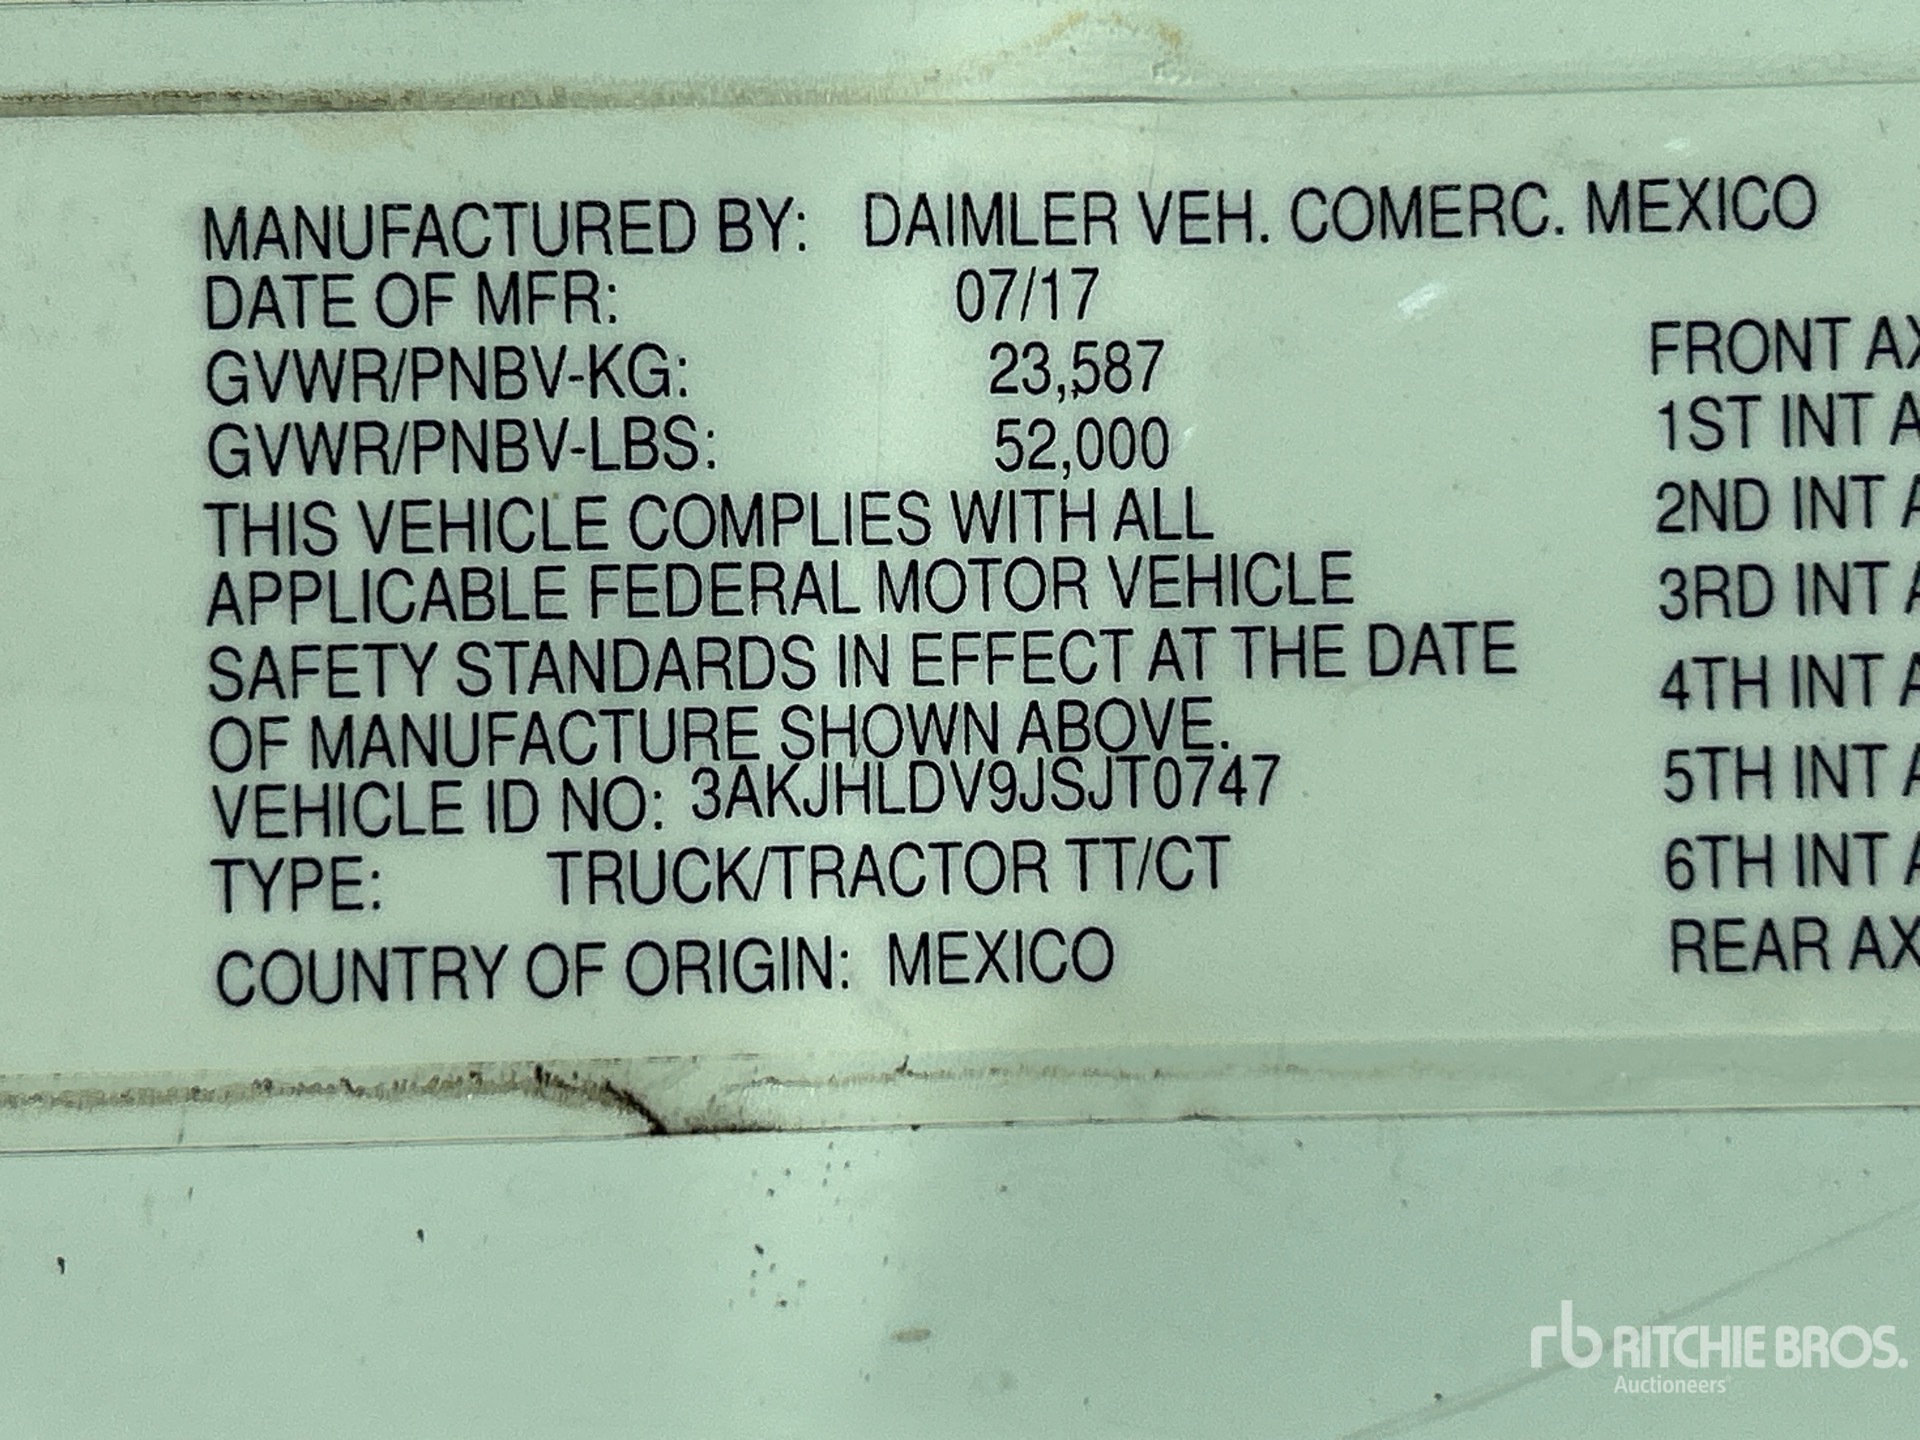 MANUFACTURED BY: DAIMLER VEH. COMERC. MEXICO
DATE OF MFR: 07/17
GVWR/PNBV-KG: 23,587
GVWR/PNBV-LBS: 52,000
THIS VEHICLE COMPLIES WITH ALL
APPLICABLE FEDERAL MOTOR VEHICLE
SAFETY STANDARDS IN EFFECT AT THE DATE
OF MANUFACTURE SHOWN ABOVE.
VEHICLE ID NO: 3AKJHLDV9JSJT0747
TYPE: TRUCK/TRACTOR TT/CT
COUNTRY OF ORIGIN: MEXICO
FRONT AX
1ST INT A
2ND INT A
3RD INT A
4TH INT A
5TH INT A
6TH INT A
REAR AX
rb RITCHIE BROS.
Auctioneers